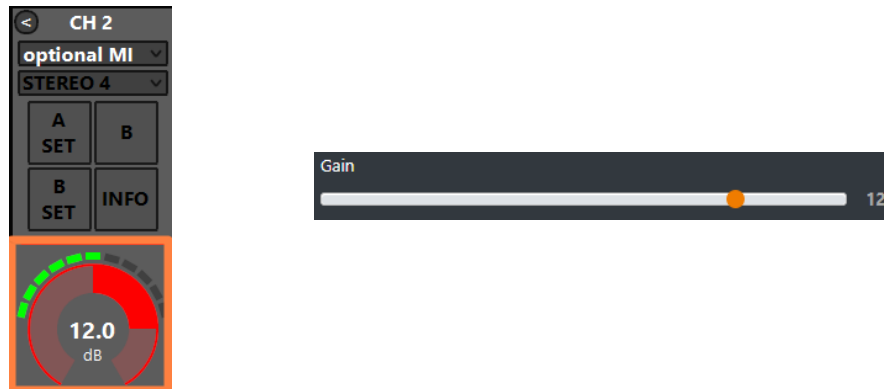 <
CH 2
optional MI
STEREO 4
A
SET
B
B
SET
INFO
12.0
dB
Gain
12